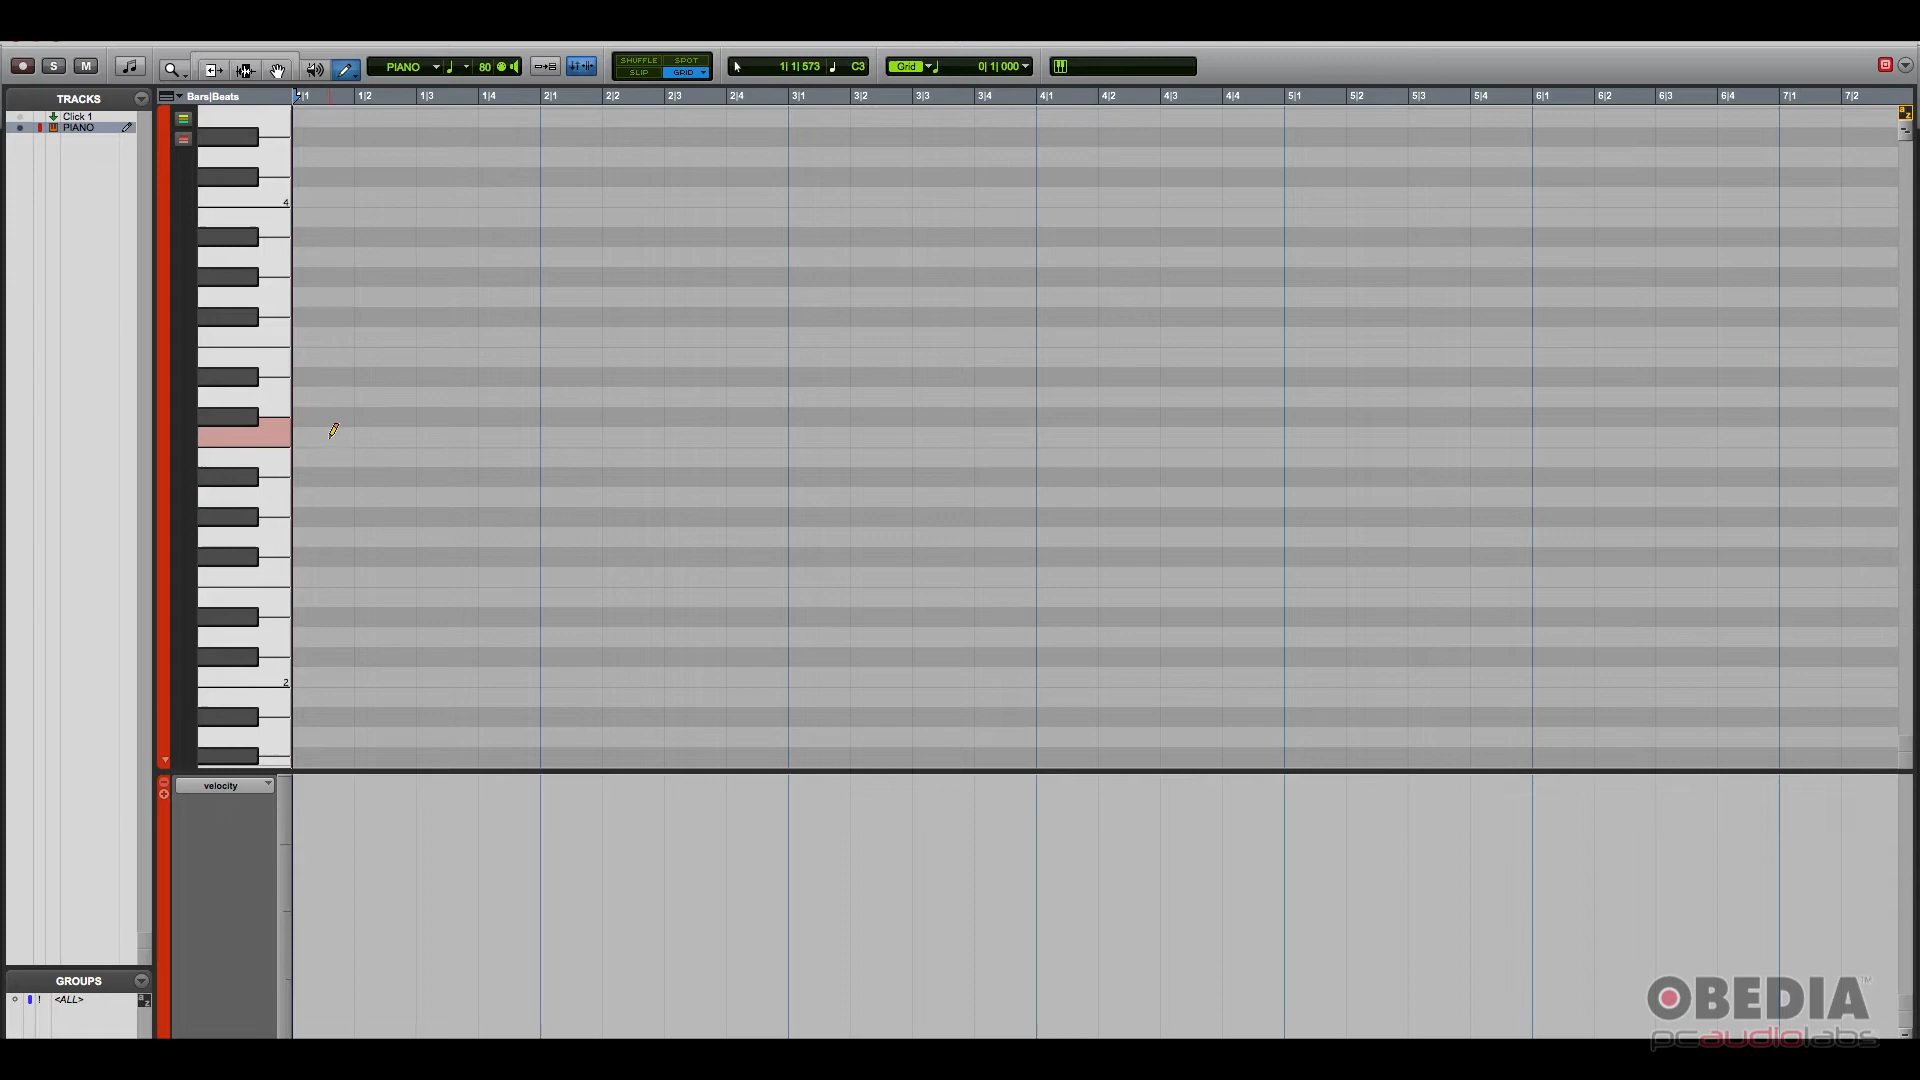 S M PIANO 80 SHUFFLE SPOT 1| 1| 573 C3 Grid 0| 1| 000
SLIP GRID
TRACKS Bars|Beats 1|1 1|2 1|3 1|4 2|1 2|2 2|3 2|4 3|1 3|2 3|3 3|4 4|1 4|2 4|3 4|4 5|1 5|2 5|3 5|4 6|1 6|2 6|3 6|4 7|1 7|2
Click 1 a z
PIANO
4
2
velocity
GROUPS
! <ALL> a z
OBEDIA™
pcaudiolabs